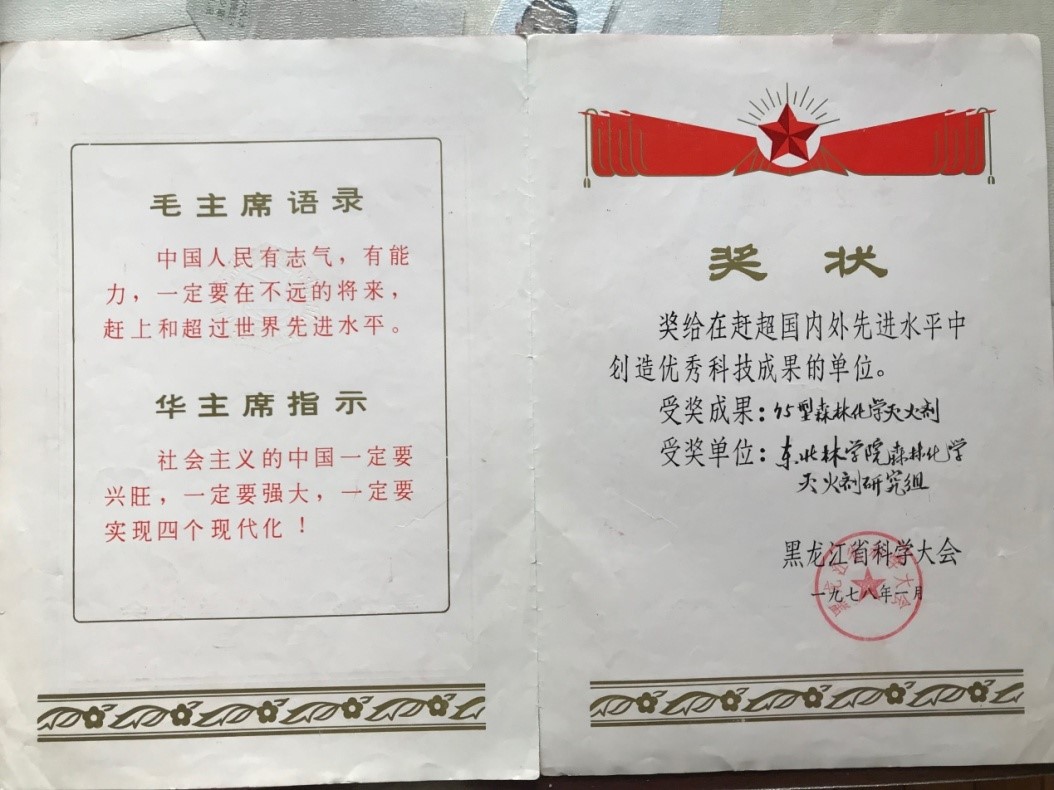 毛主席语录
中国人民有志气，有能
力，一定要在不远的将来，
赶上和超过世界先进水平。
华主席指示
社会主义的中国一定要
兴旺，一定要强大，一定要
实现四个现代化！
奖状
奖给在赶超国内外先进水平中
创造优秀科技成果的单位。
受奖成果：75型森林化学灭火剂
受奖单位：东北林学院森林化学
灭火剂研究组
黑龙江省科学大会
一九七八年一月